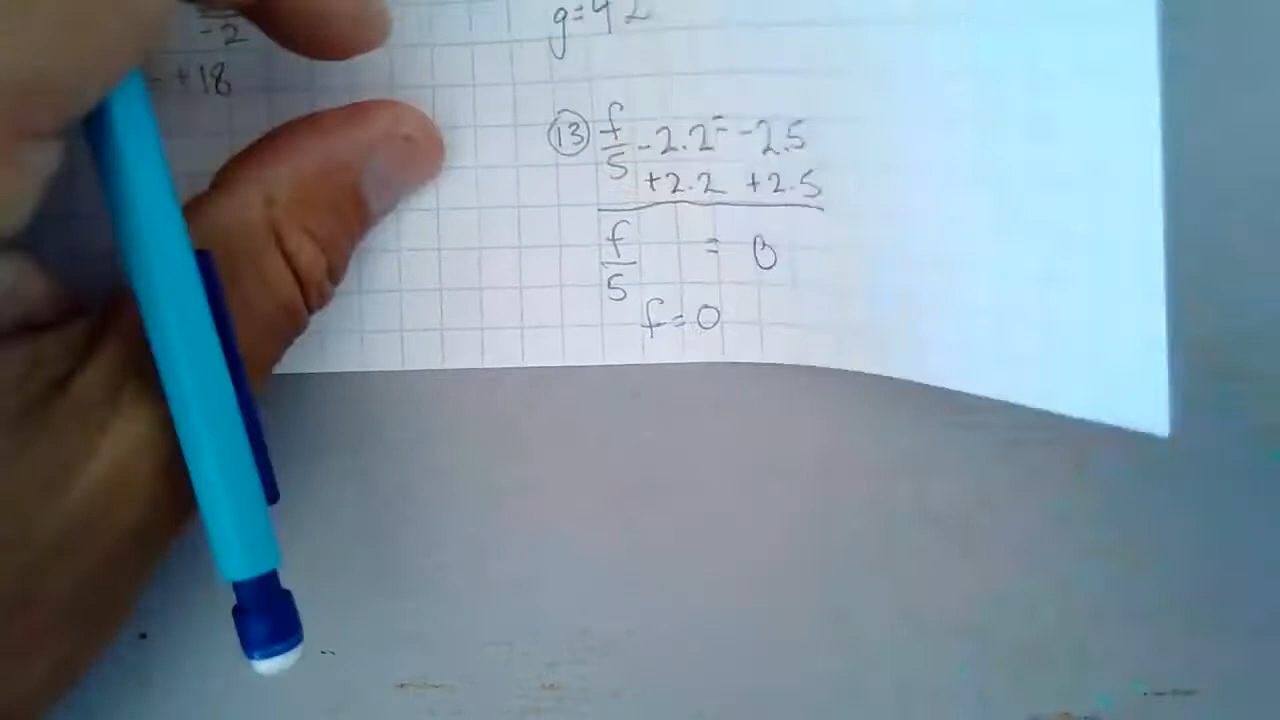 -2
= +18
g=42
13 f/5 - 2.2 = -2.5
+2.2 +2.5
f/5 = 0
f=0